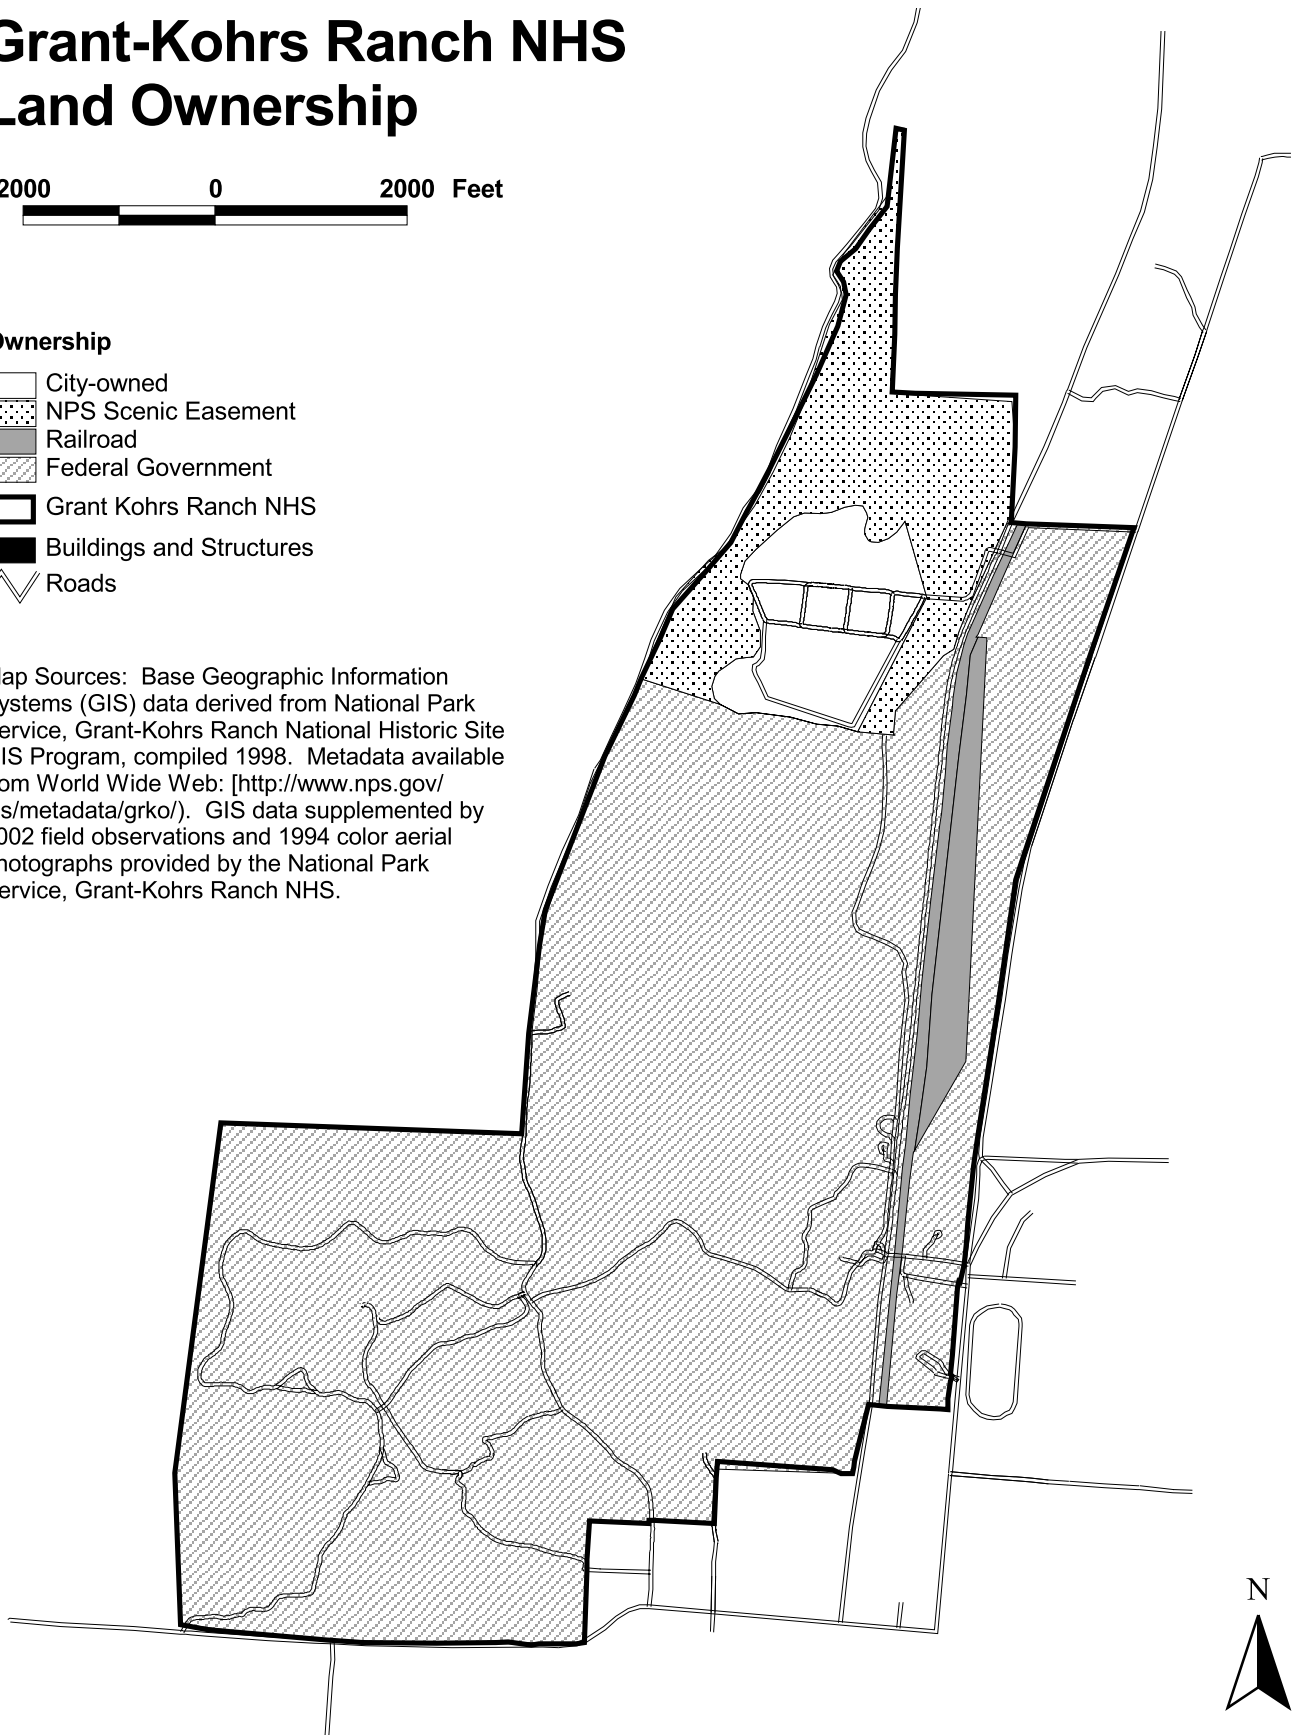 Grant-Kohrs Ranch NHS
Land Ownership
2000 0 2000 Feet
Ownership
City-owned
NPS Scenic Easement
Railroad
Federal Government
Grant Kohrs Ranch NHS
Buildings and Structures
Roads
Map Sources: Base Geographic Information
Systems (GIS) data derived from National Park
Service, Grant-Kohrs Ranch National Historic Site
GIS Program, compiled 1998. Metadata available
from World Wide Web: [http://www.nps.gov/
gis/metadata/grko/). GIS data supplemented by
2002 field observations and 1994 color aerial
photographs provided by the National Park
Service, Grant-Kohrs Ranch NHS.
N